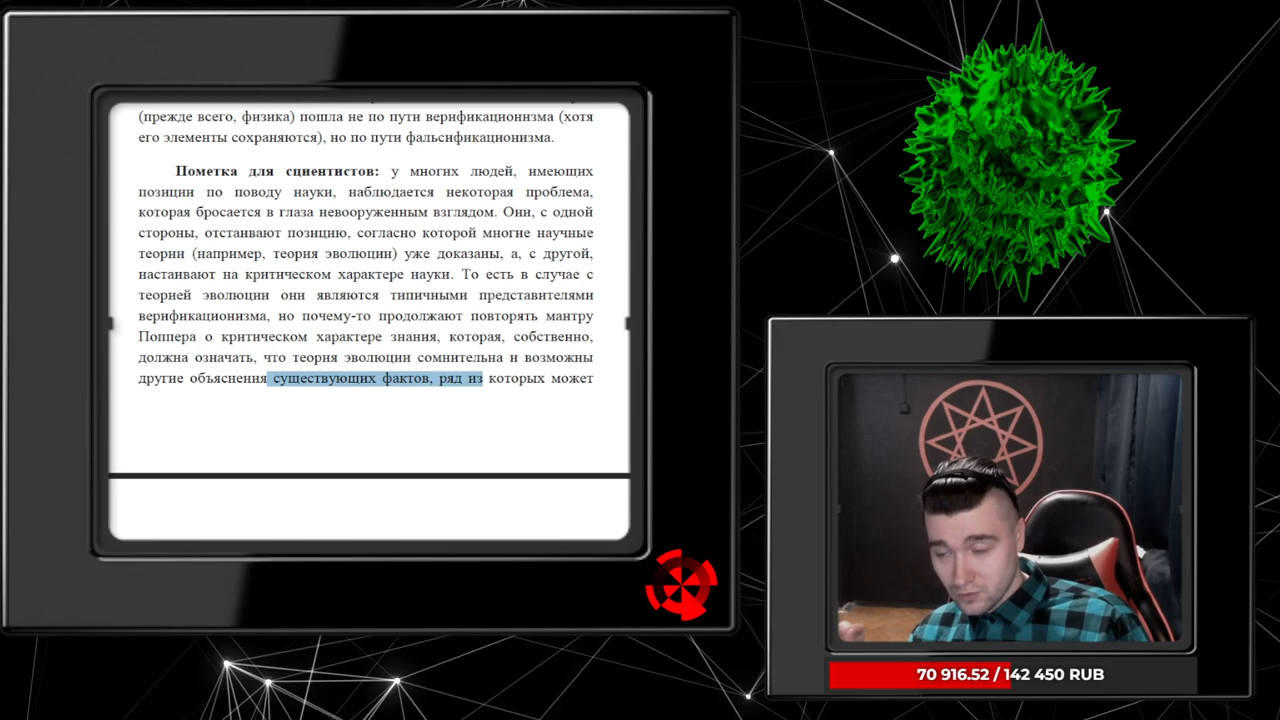 (прежде всего, физика) пошла не по пути верификационизма (хотя
его элементы сохраняются), но по пути фальсификационизма.
Пометка для сциентистов: у многих людей, имеющих
позиции по поводу науки, наблюдается некоторая проблема,
которая бросается в глаза невооруженным взглядом. Они, с одной
стороны, отстаивают позицию, согласно которой многие научные
теории (например, теория эволюции) уже доказаны, а, с другой,
настаивают на критическом характере науки. То есть в случае с
теорией эволюции они являются типичными представителями
верификационизма, но почему-то продолжают повторять мантру
Поппера о критическом характере знания, которая, собственно,
должна означать, что теория эволюции сомнительна и возможны
другие объяснения существующих фактов, ряд из которых может
70 916.52 / 142 450 RUB